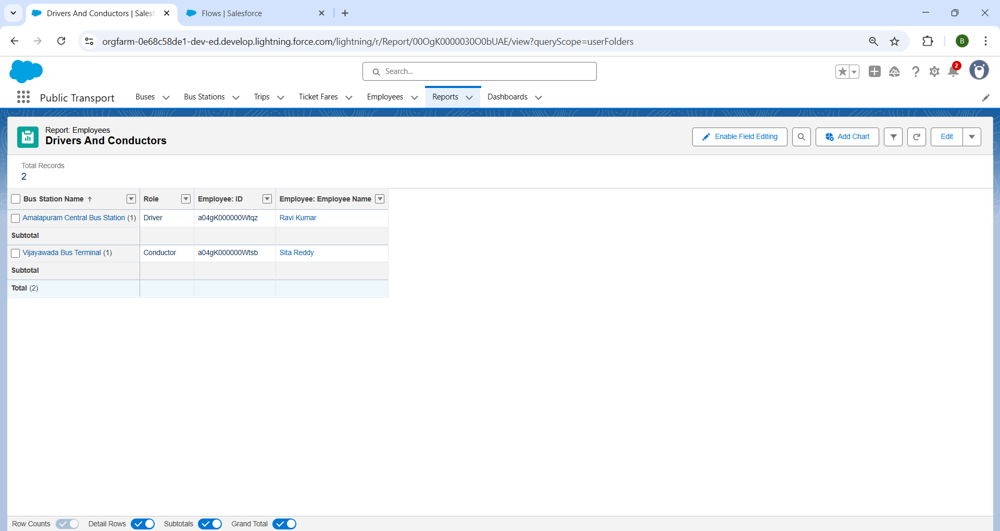 Drivers And Conductors | Salesf
Flows | Salesforce
orgfarm-0e68c58de1-dev-ed.develop.lightning.force.com/lightning/r/Report/00OgK0000030O0bUAE/view?queryScope=userFolders
B
Search...
2
Public Transport
Buses
Bus Stations
Trips
Ticket Fares
Employees
Reports
Dashboards
Report: Employees
Drivers And Conductors
Enable Field Editing
Add Chart
Edit
Total Records
2
Bus Station Name ↑ Role Employee: ID Employee: Employee Name
Amalapuram Central Bus Station (1) Driver a04gK000000Wtqz Ravi Kumar
Subtotal
Vijayawada Bus Terminal (1) Conductor a04gK000000Wtsb Sita Reddy
Subtotal
Total (2)
Row Counts Detail Rows Subtotals Grand Total